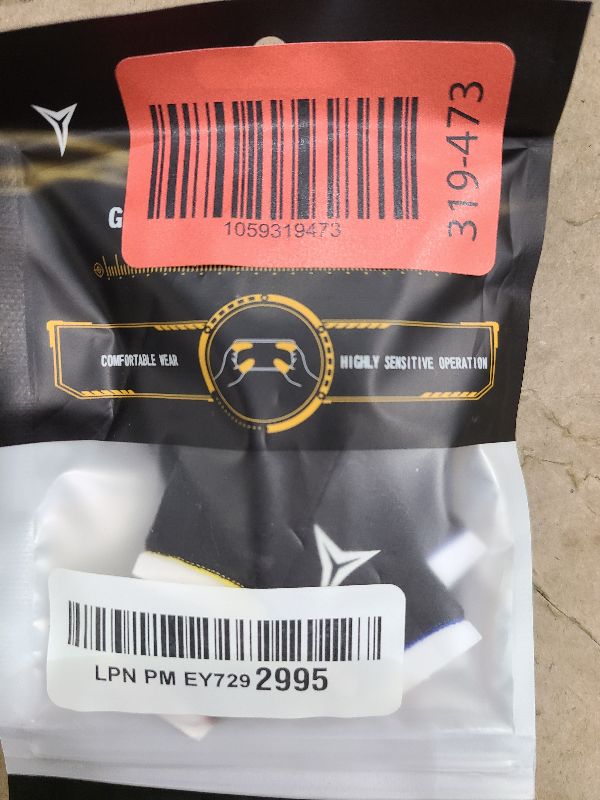 319-473
1059319473
G
COMFORTABLE WEAR
HIGHLY SENSITIVE OPERATION
LPN PM EY729 2995